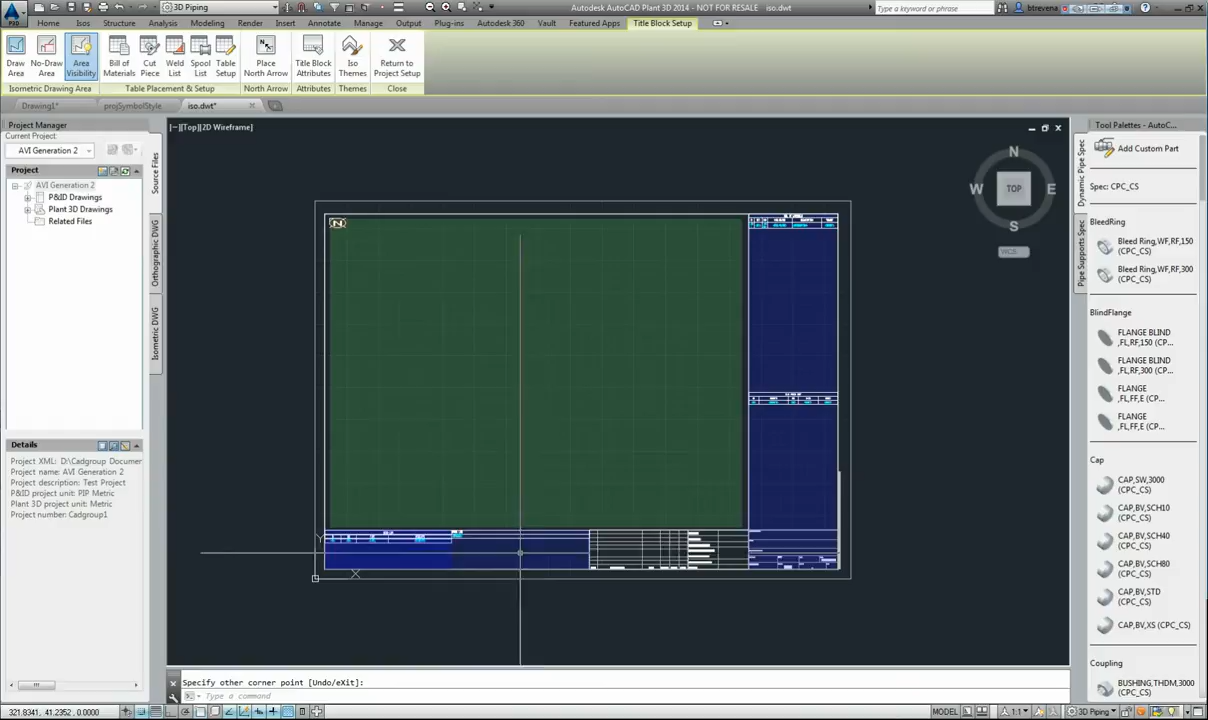 3D Piping
Autodesk AutoCAD Plant 3D 2014 - NOT FOR RESALE iso.dwt
Type a keyword or phrase
btrevena
P3D
Home
Isos
Structure
Analysis
Modeling
Render
Insert
Annotate
Manage
Output
Plug-ins
Autodesk 360
Vault
Featured Apps
Title Block Setup
Draw Area
No-Draw Area
Area Visibility
Bill of Materials
Cut Piece
Weld List
Spool List
Table Setup
Place North Arrow
Title Block Attributes
Iso Themes
Return to Project Setup
Isometric Drawing Area
Table Placement & Setup
North Arrow
Attributes
Themes
Close
Drawing1*
projSymbolStyle
iso.dwt*
Project Manager
Current Project:
AVI Generation 2
Project
AVI Generation 2
P&ID Drawings
Plant 3D Drawings
Related Files
Source Files
Orthographic DWG
Isometric DWG
Details
Project XML: D:\Cadgroup Documer
Project name: AVI Generation 2
Project description: Test Project
P&ID project unit: PIP Metric
Plant 3D project unit: Metric
Project number: Cadgroup1
[−][Top][2D Wireframe]
N
W
TOP
E
S
WCS
N
Y
X
Tool Palettes - AutoC...
Dynamic Pipe Spec
Pipe Supports Spec
Add Custom Part
Spec: CPC_CS
BleedRing
Bleed Ring,WF,RF,150
(CPC_CS)
Bleed Ring,WF,RF,300
(CPC_CS)
BlindFlange
FLANGE BLIND
,FL,RF,150 (CP...
FLANGE BLIND
,FL,RF,300 (CP...
FLANGE
,FL,FF,E (CP...
FLANGE
,FL,FF,E (CP...
Cap
CAP,SW,3000
(CPC_CS)
CAP,BV,SCH10
(CPC_CS)
CAP,BV,SCH40
(CPC_CS)
CAP,BV,SCH80
(CPC_CS)
CAP,BV,STD
(CPC_CS)
CAP,BV,XS (CPC_CS)
Coupling
BUSHING,THDM,3000
(CPC_CS)
Specify other corner point [Undo/eXit]:
Type a command
321.8341, 41.2352, 0.0000
MODEL
1:1
3D Piping